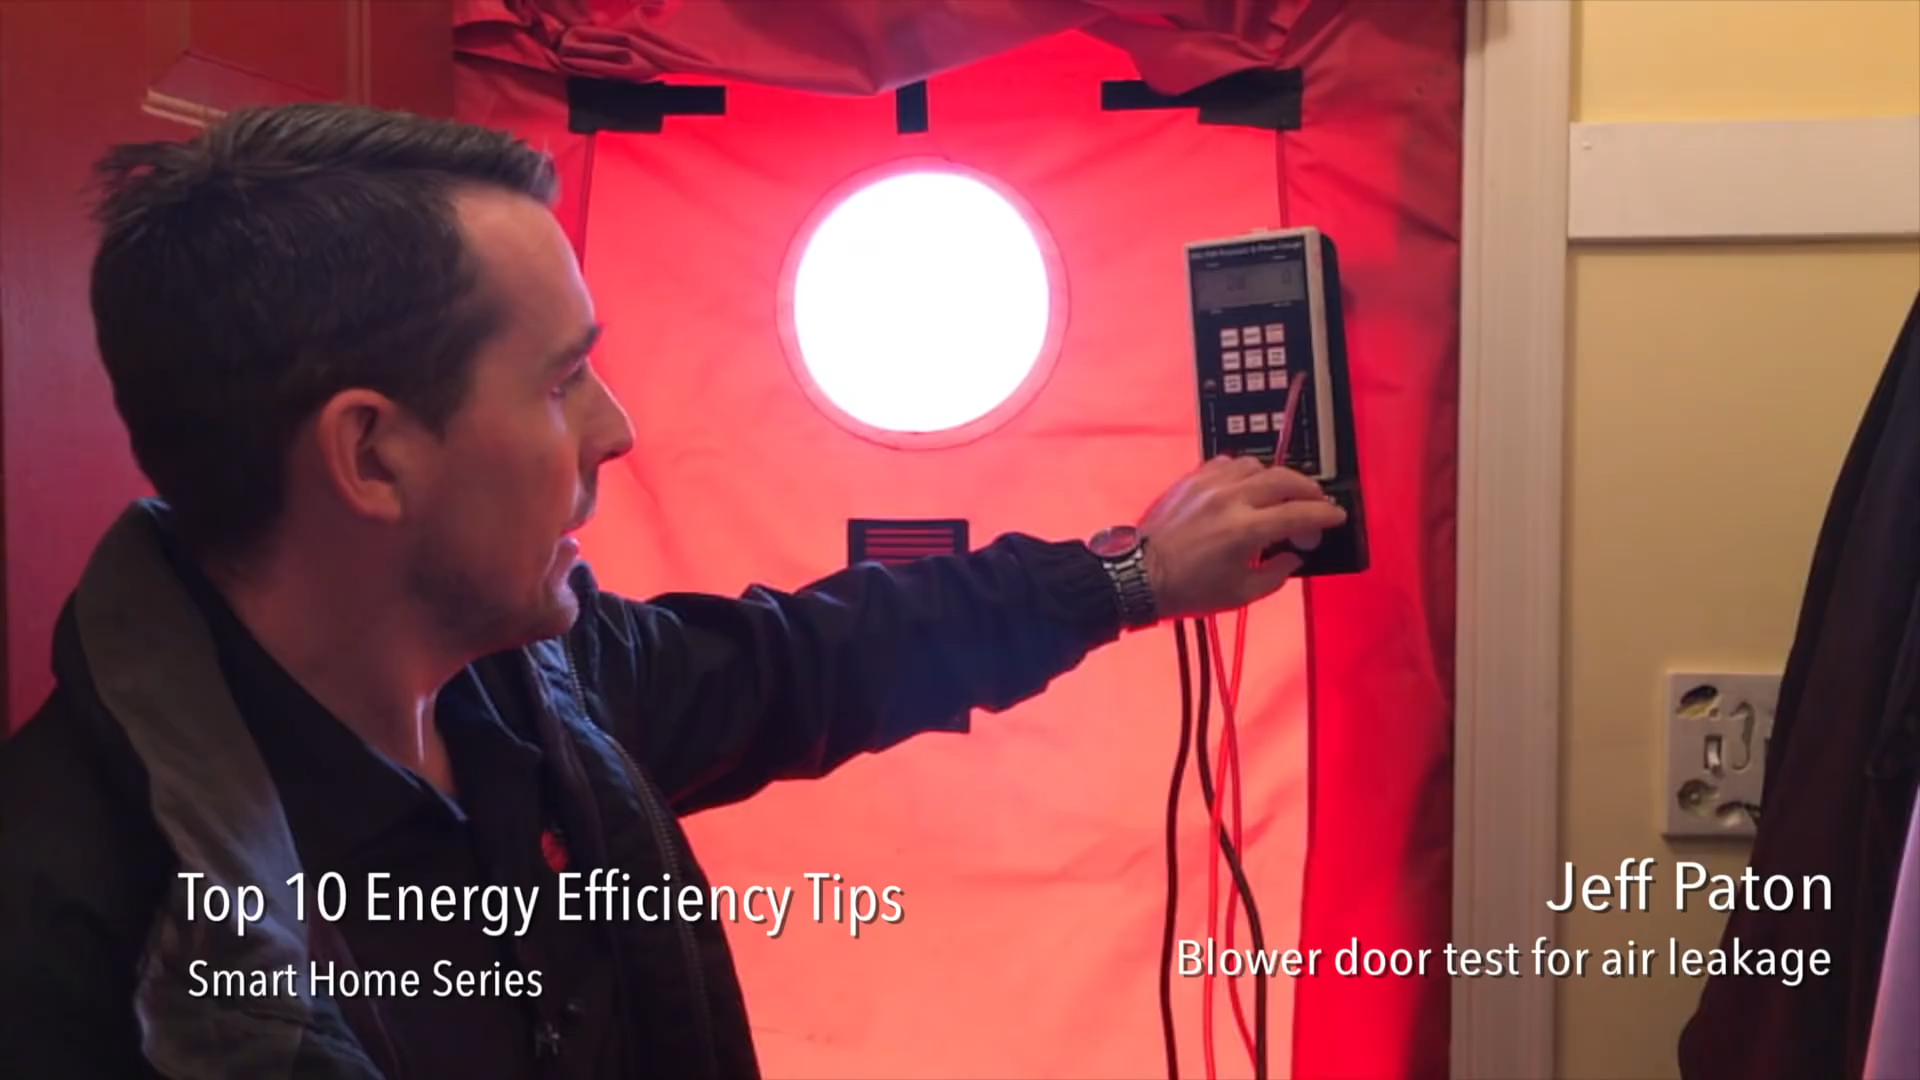 Top 10 Energy Efficiency Tips
Smart Home Series
Jeff Paton
Blower door test for air leakage